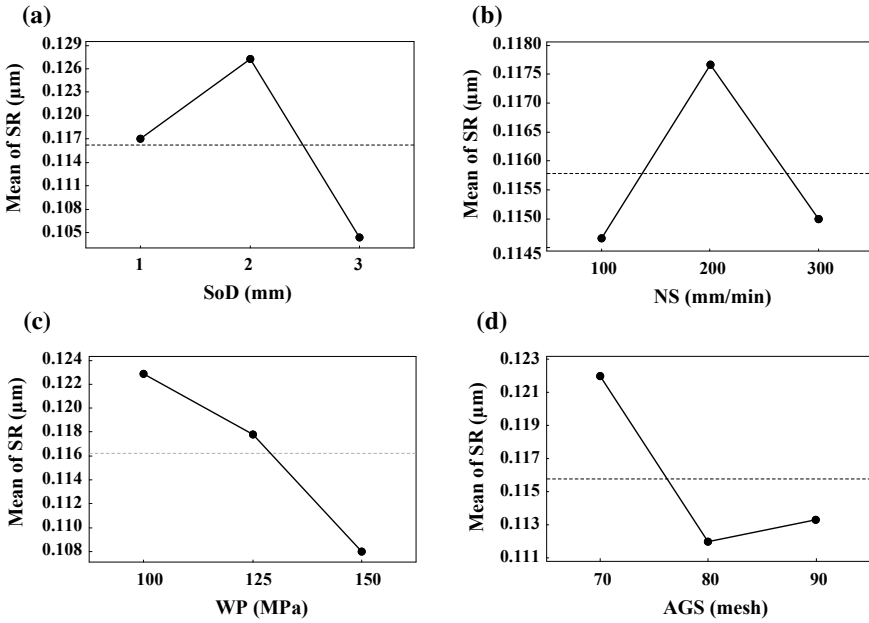 (a)
Mean of SR (µm)
0.129
0.126
0.123
0.120
0.117
0.114
0.111
0.108
0.105
1 2 3
SoD (mm)
(b)
Mean of SR (µm)
0.1180
0.1175
0.1170
0.1165
0.1160
0.1155
0.1150
0.1145
100 200 300
NS (mm/min)
(c)
Mean of SR (µm)
0.124
0.122
0.120
0.118
0.116
0.114
0.112
0.110
0.108
100 125 150
WP (MPa)
(d)
Mean of SR (µm)
0.123
0.121
0.119
0.117
0.115
0.113
0.111
70 80 90
AGS (mesh)